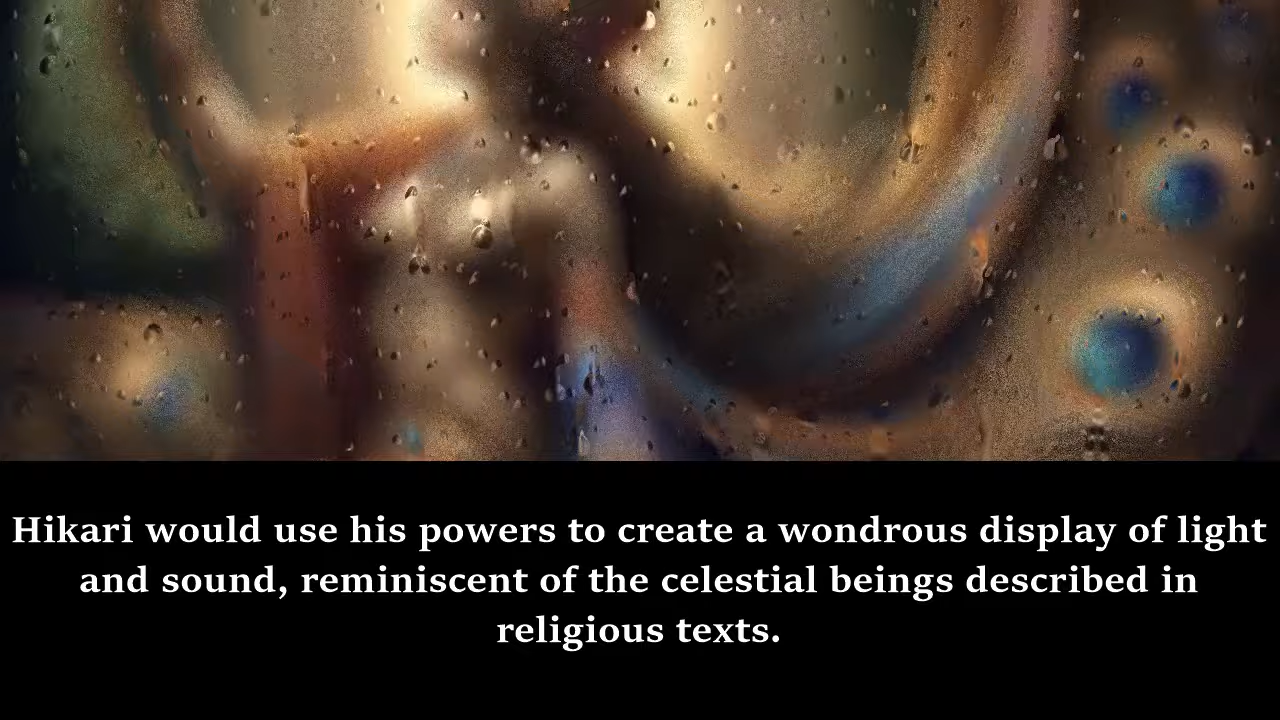 Hikari would use his powers to create a wondrous display of light
and sound, reminiscent of the celestial beings described in
religious texts.